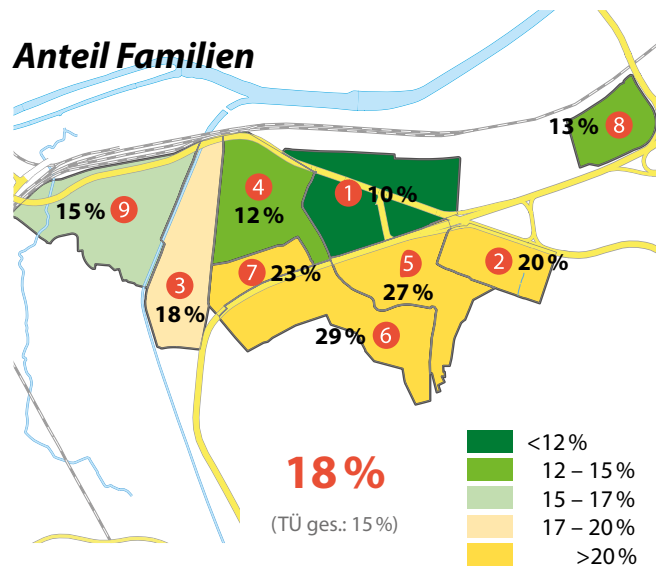 Anteil Familien
13 % 8
4
12 %
1 10 %
15 % 9
7 23 %
5
27 %
2 20 %
3
18 %
29 % 6
18 %
(TÜ ges.: 15 %)
<12 %
12 – 15 %
15 – 17 %
17 – 20 %
>20 %